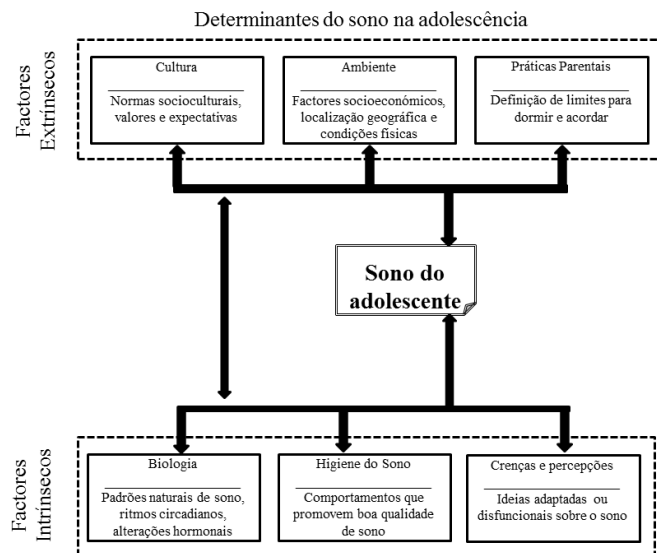 Determinantes do sono na adolescência
Factores
Extrínsecos
Cultura
Normas socioculturais,
valores e expectativas
Ambiente
Factores socioeconómicos,
localização geográfica e
condições físicas
Práticas Parentais
Definição de limites para
dormir e acordar
Sono do
adolescente
Factores
Intrínsecos
Biologia
Padrões naturais de sono,
ritmos circadianos,
alterações hormonais
Higiene do Sono
Comportamentos que
promovem boa qualidade
de sono
Crenças e percepções
Ideias adaptadas ou
disfuncionais sobre o sono